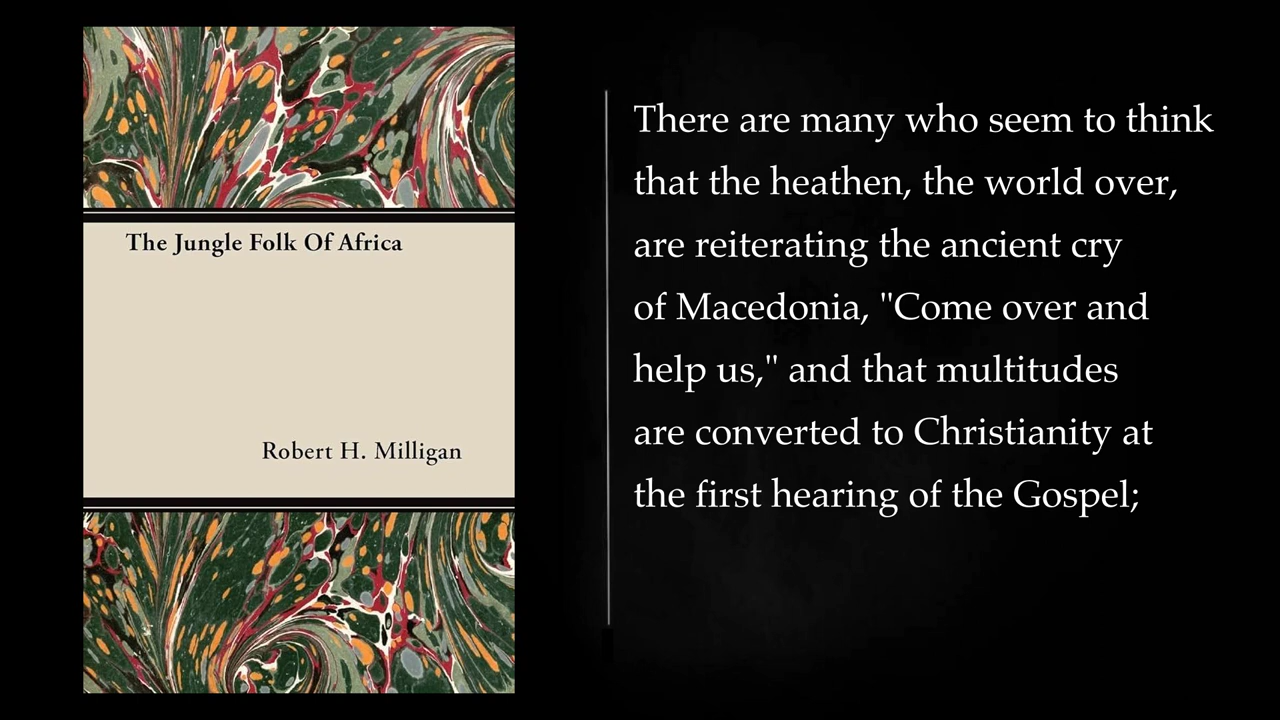 The Jungle Folk Of Africa
Robert H. Milligan
There are many who seem to think
that the heathen, the world over,
are reiterating the ancient cry
of Macedonia, "Come over and
help us," and that multitudes
are converted to Christianity at
the first hearing of the Gospel;